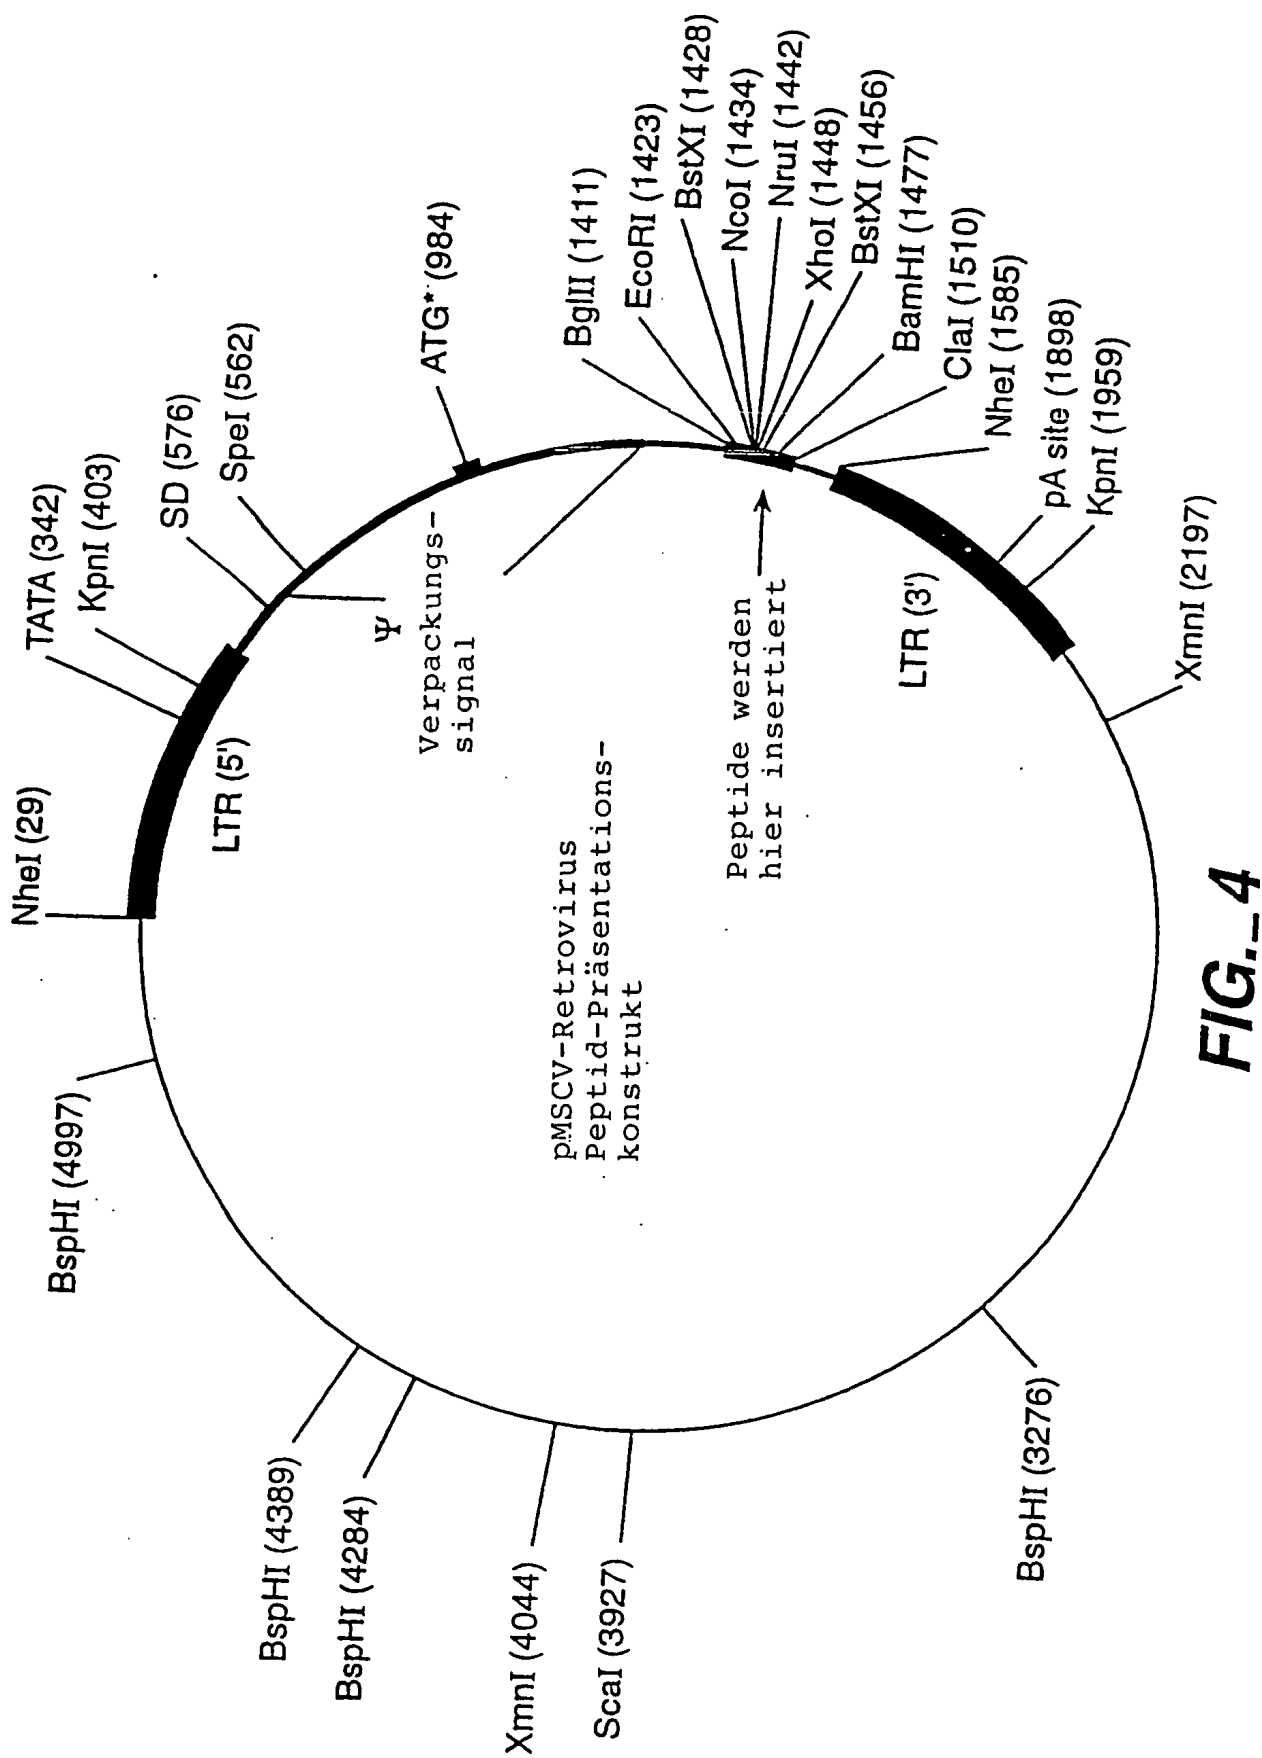 NheI (29)
TATA (342)
KpnI (403)
SD (576)
SpeI (562)
ATG* (984)
BglII (1411)
EcoRI (1423)
BstXI (1428)
NcoI (1434)
NruI (1442)
XhoI (1448)
BstXI (1456)
BamHI (1477)
ClaI (1510)
NheI (1585)
pA site (1898)
KpnI (1959)
XmnI (2197)
BspHI (3276)
ScaI (3927)
XmnI (4044)
BspHI (4284)
BspHI (4389)
BspHI (4997)
LTR (5')
Ψ
Verpackungs-
signal
pMSCV-Retrovirus
Peptid-Präsentations-
konstrukt
Peptide werden
hier insertiert
LTR (3')
FIG._4